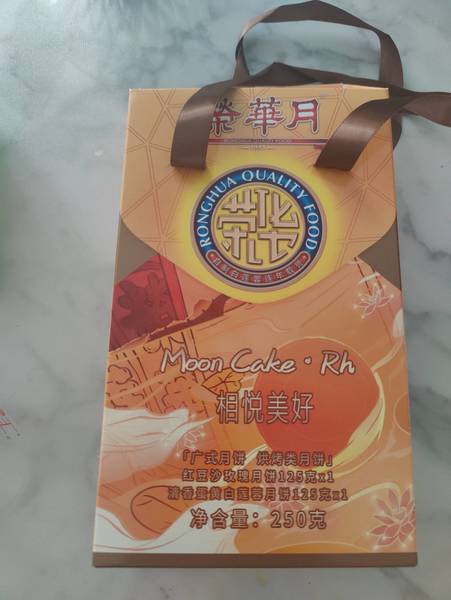 榮華月
RONGHUA QUALITY FOOD
荣华
Moon Cake · Rh
相悦美好
「广式月饼 烘烤类月饼」
红豆沙玫瑰月饼125克x1
清香蛋黄白莲蓉月饼125克x1
净含量：250克